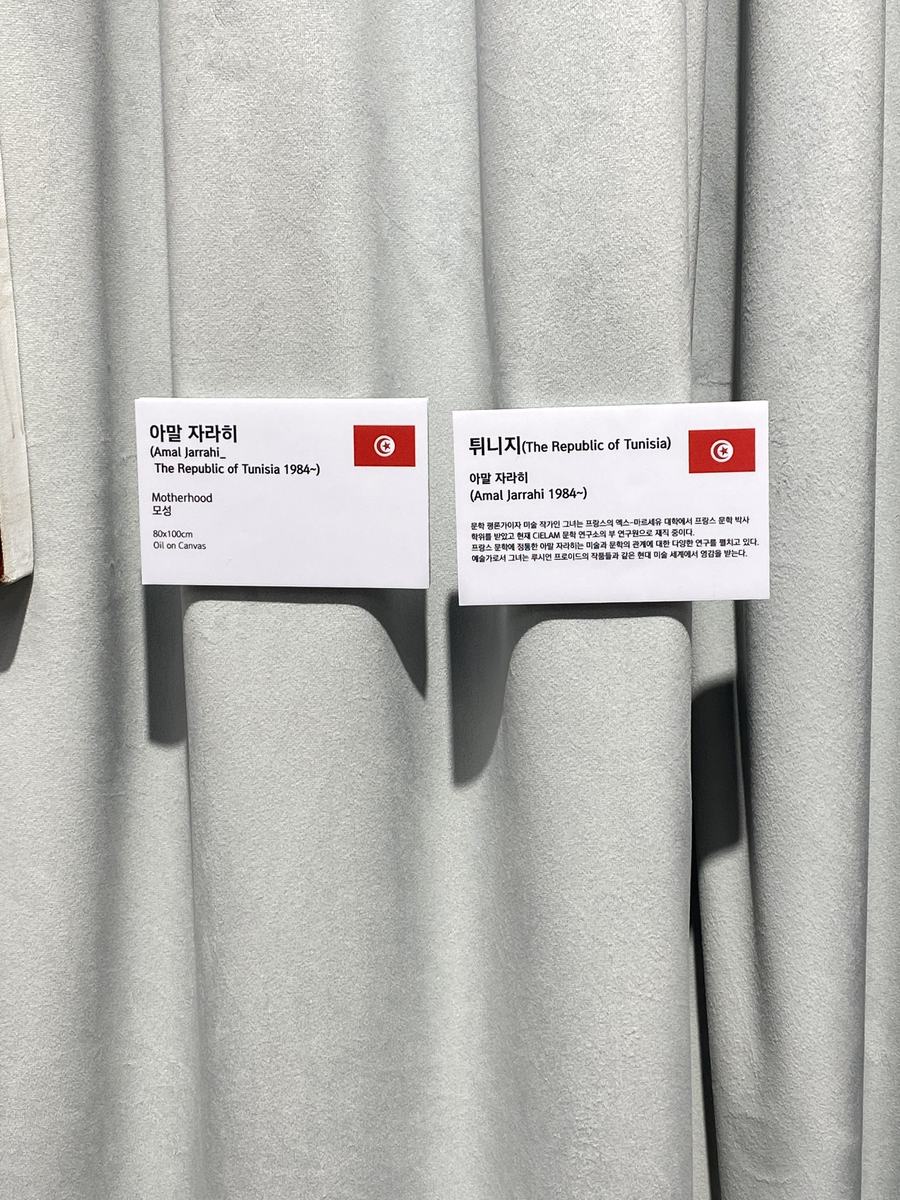 아말 자라히
(Amal Jarrahi_
The Republic of Tunisia 1984~)
Motherhood
모성
80x100cm
Oil on Canvas
튀니지(The Republic of Tunisia)
아말 자라히
(Amal Jarrahi 1984~)
문학 평론가이자 미술 작가인 그녀는 프랑스의 엑스-마르세유 대학에서 프랑스 문학 박사
학위를 받았고 현재 CIELAM 문학 연구소의 부 연구원으로 재직 중이다.
프랑스 문학에 정통한 아말 자라히는 미술과 문학의 관계에 대한 다양한 연구를 펼치고 있다.
예술가로서 그녀는 루시언 프로이드의 작품들과 같은 현대 미술 세계에서 영감을 받는다.